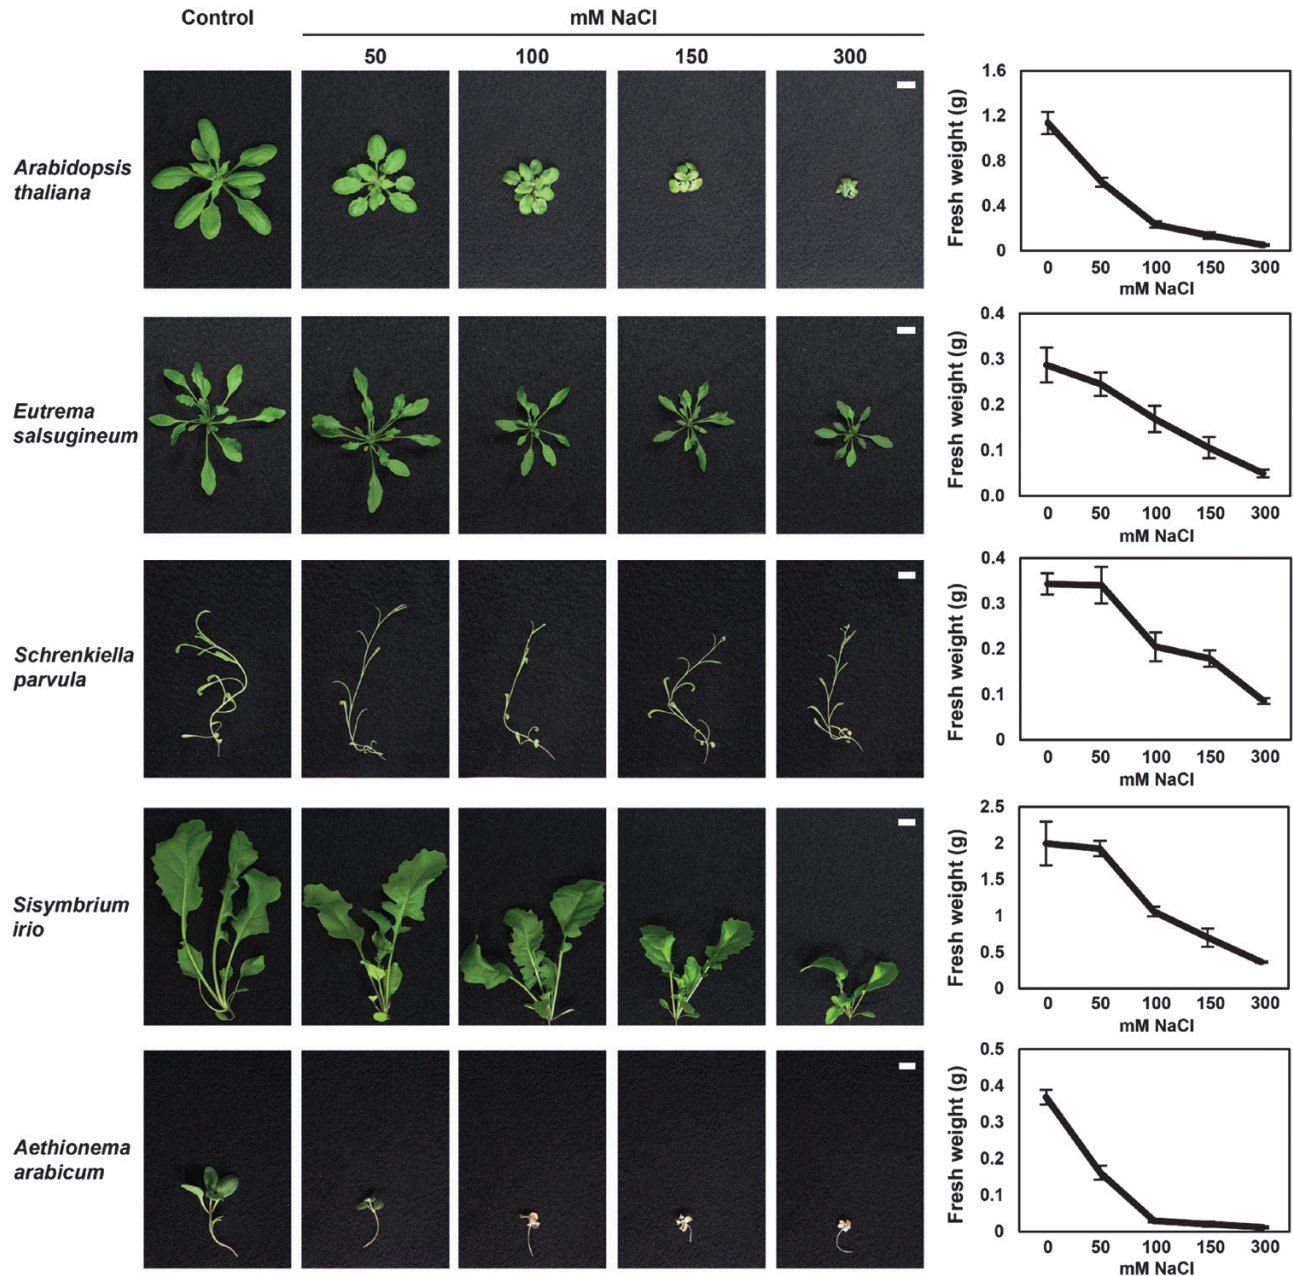 Control
mM NaCl
50
100
150
300
Arabidopsis
thaliana
Fresh weight (g)
1.6
1.2
0.8
0.4
0
0 50 100 150 300
mM NaCl
Eutrema
salsugineum
Fresh weight (g)
0.4
0.3
0.2
0.1
0.0
0 50 100 150 300
mM NaCl
Schrenkiella
parvula
Fresh weight (g)
0.4
0.3
0.2
0.1
0
0 50 100 150 300
mM NaCl
Sisymbrium
irio
Fresh weight (g)
2.5
2
1.5
1
0.5
0
0 50 100 150 300
mM NaCl
Aethionema
arabicum
Fresh weight (g)
0.5
0.4
0.3
0.2
0.1
0
0 50 100 150 300
mM NaCl